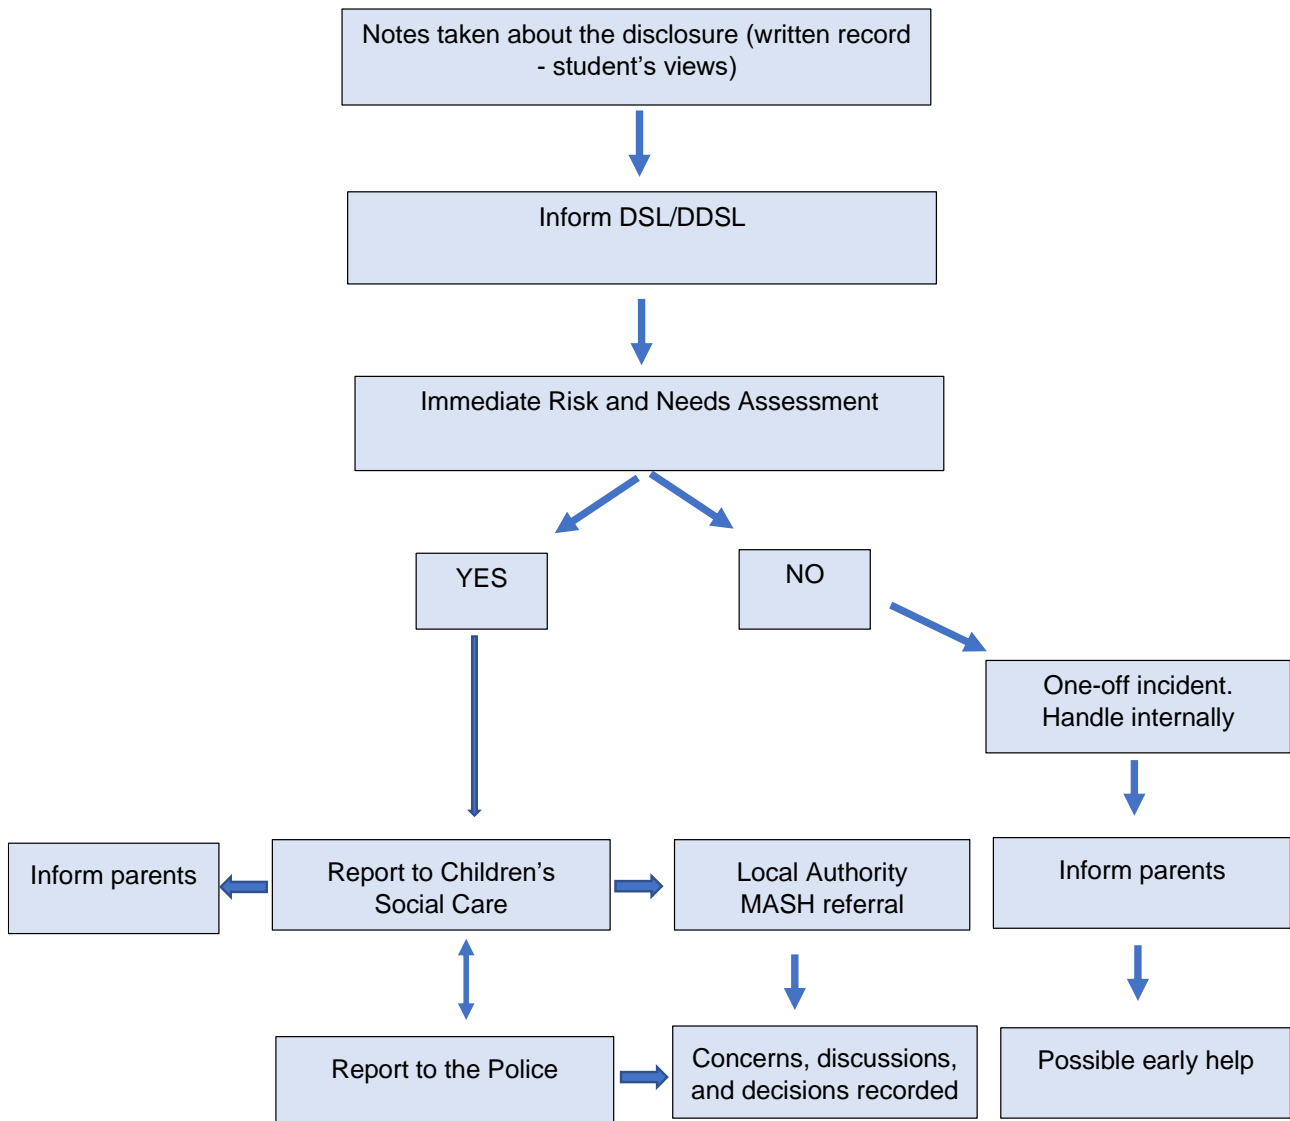 Notes taken about the disclosure (written record
- student’s views)
Inform DSL/DDSL
Immediate Risk and Needs Assessment
YES
NO
One-off incident.
Handle internally
Inform parents
Report to Children’s
Social Care
Local Authority
MASH referral
Inform parents
Report to the Police
Concerns, discussions,
and decisions recorded
Possible early help